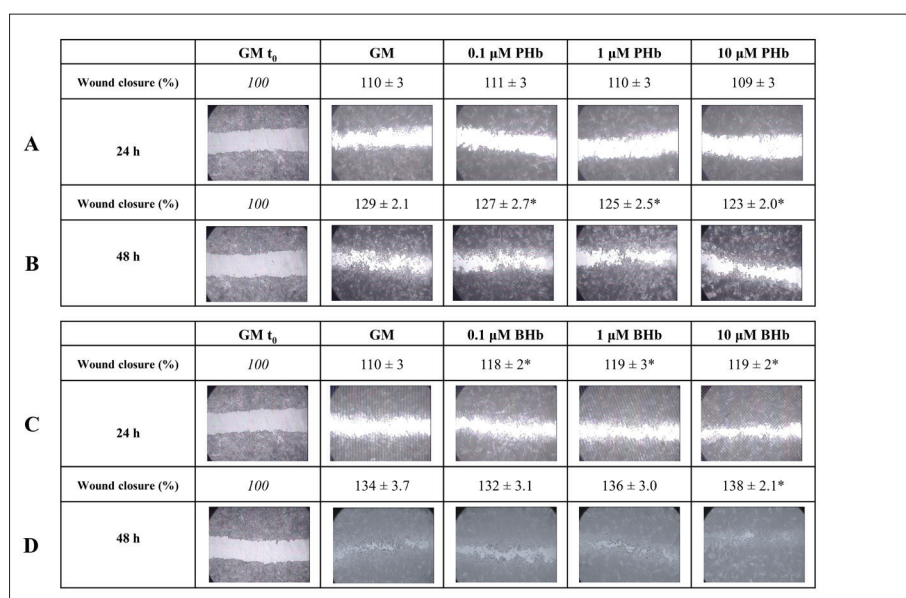 GM t0 GM 0.1 µM PHb 1 µM PHb 10 µM PHb
Wound closure (%) 100 110 ± 3 111 ± 3 110 ± 3 109 ± 3
A 24 h
Wound closure (%) 100 129 ± 2.1 127 ± 2.7* 125 ± 2.5* 123 ± 2.0*
B 48 h
GM t0 GM 0.1 µM BHb 1 µM BHb 10 µM BHb
Wound closure (%) 100 110 ± 3 118 ± 2* 119 ± 3* 119 ± 2*
C 24 h
Wound closure (%) 100 134 ± 3.7 132 ± 3.1 136 ± 3.0 138 ± 2.1*
D 48 h